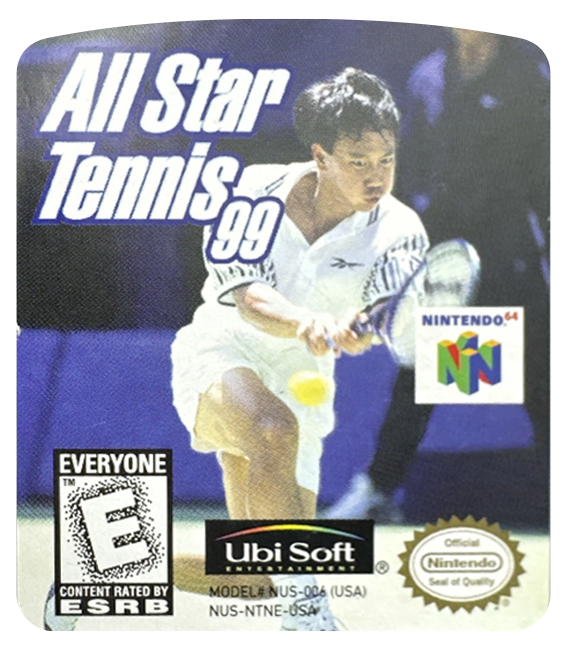 All Star
Tennis 99
NINTENDO 64
EVERYONE
TM
E
CONTENT RATED BY
ESRB
Ubi Soft
ENTERTAINMENT
®
MODEL# NUS-006 (USA)
NUS-NTNE-USA
Official
Nintendo
Seal of Quality
®